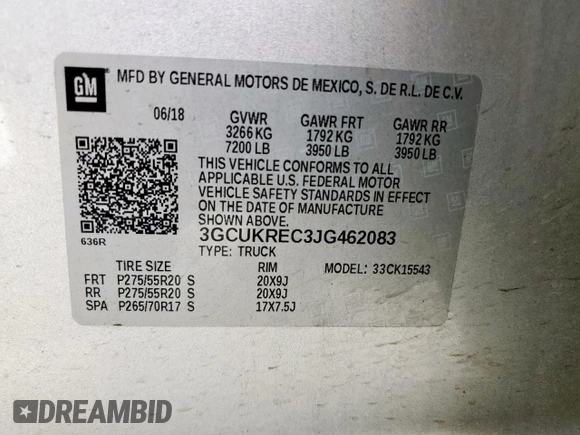 GM
MFD BY GENERAL MOTORS DE MEXICO, S. DE R.L. DE C.V.
06/18 GVWR GAWR FRT GAWR RR
3266 KG 1792 KG 1792 KG
7200 LB 3950 LB 3950 LB
THIS VEHICLE CONFORMS TO ALL
APPLICABLE U.S. FEDERAL MOTOR
VEHICLE SAFETY STANDARDS IN EFFECT
ON THE DATE OF MANUFACTURE
SHOWN ABOVE.
636R 3GCUKREC3JG462083
TYPE: TRUCK
TIRE SIZE RIM MODEL: 33CK15543
FRT P275/55R20 S 20X9J
RR P275/55R20 S 20X9J
SPA P265/70R17 S 17X7.5J
DREAMBID